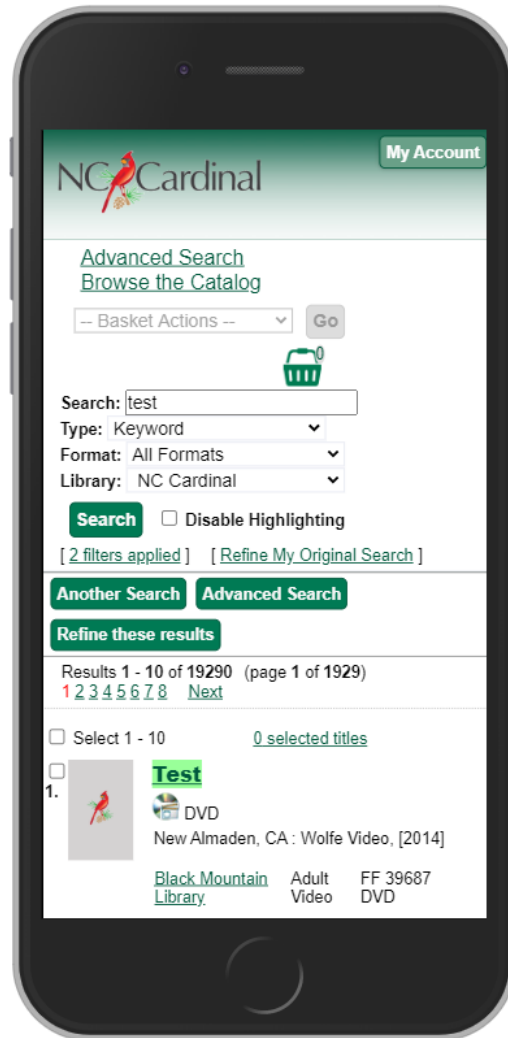 My Account
NC Cardinal
Advanced Search
Browse the Catalog
-- Basket Actions -- Go
0
Search: test
Type: Keyword
Format: All Formats
Library: NC Cardinal
Search Disable Highlighting
[ 2 filters applied ] [ Refine My Original Search ]
Another Search Advanced Search
Refine these results
Results 1 - 10 of 19290 (page 1 of 1929)
1 2 3 4 5 6 7 8 Next
Select 1 - 10 0 selected titles
1. Test
DVD
New Almaden, CA : Wolfe Video, [2014]
Black Mountain Adult FF 39687
Library Video DVD